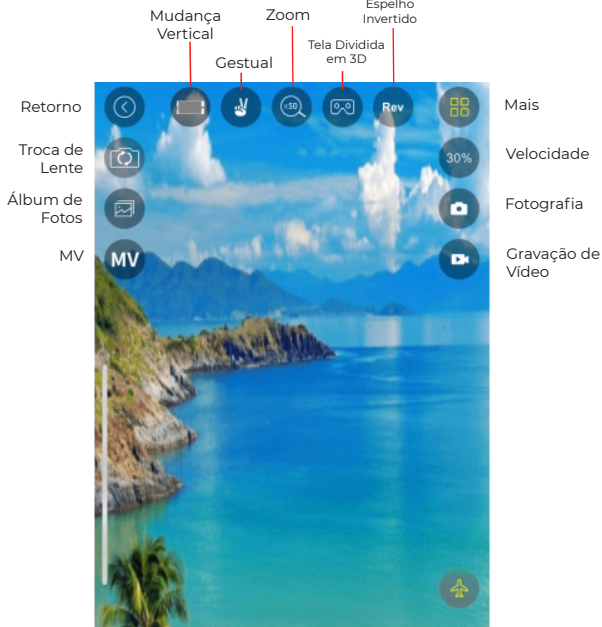 Espelho
Invertido
Mudança
Vertical
Zoom
Tela Dividida
em 3D
Gestual
Retorno
Troca de
Lente
Álbum de
Fotos
MV
x50
Rev
MV
30%
Mais
Velocidade
Fotografia
Gravação de
Vídeo